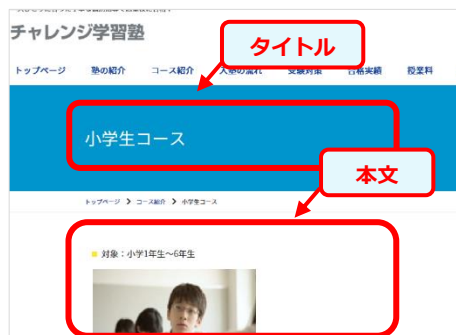 チャレンジ学習塾
タイトル
トップページ 塾の紹介 コース紹介 入塾の流れ 受験対策 合格実績 授業料
小学生コース
本文
トップページ > コース紹介 > 小学生コース
対象：小学1年生～6年生